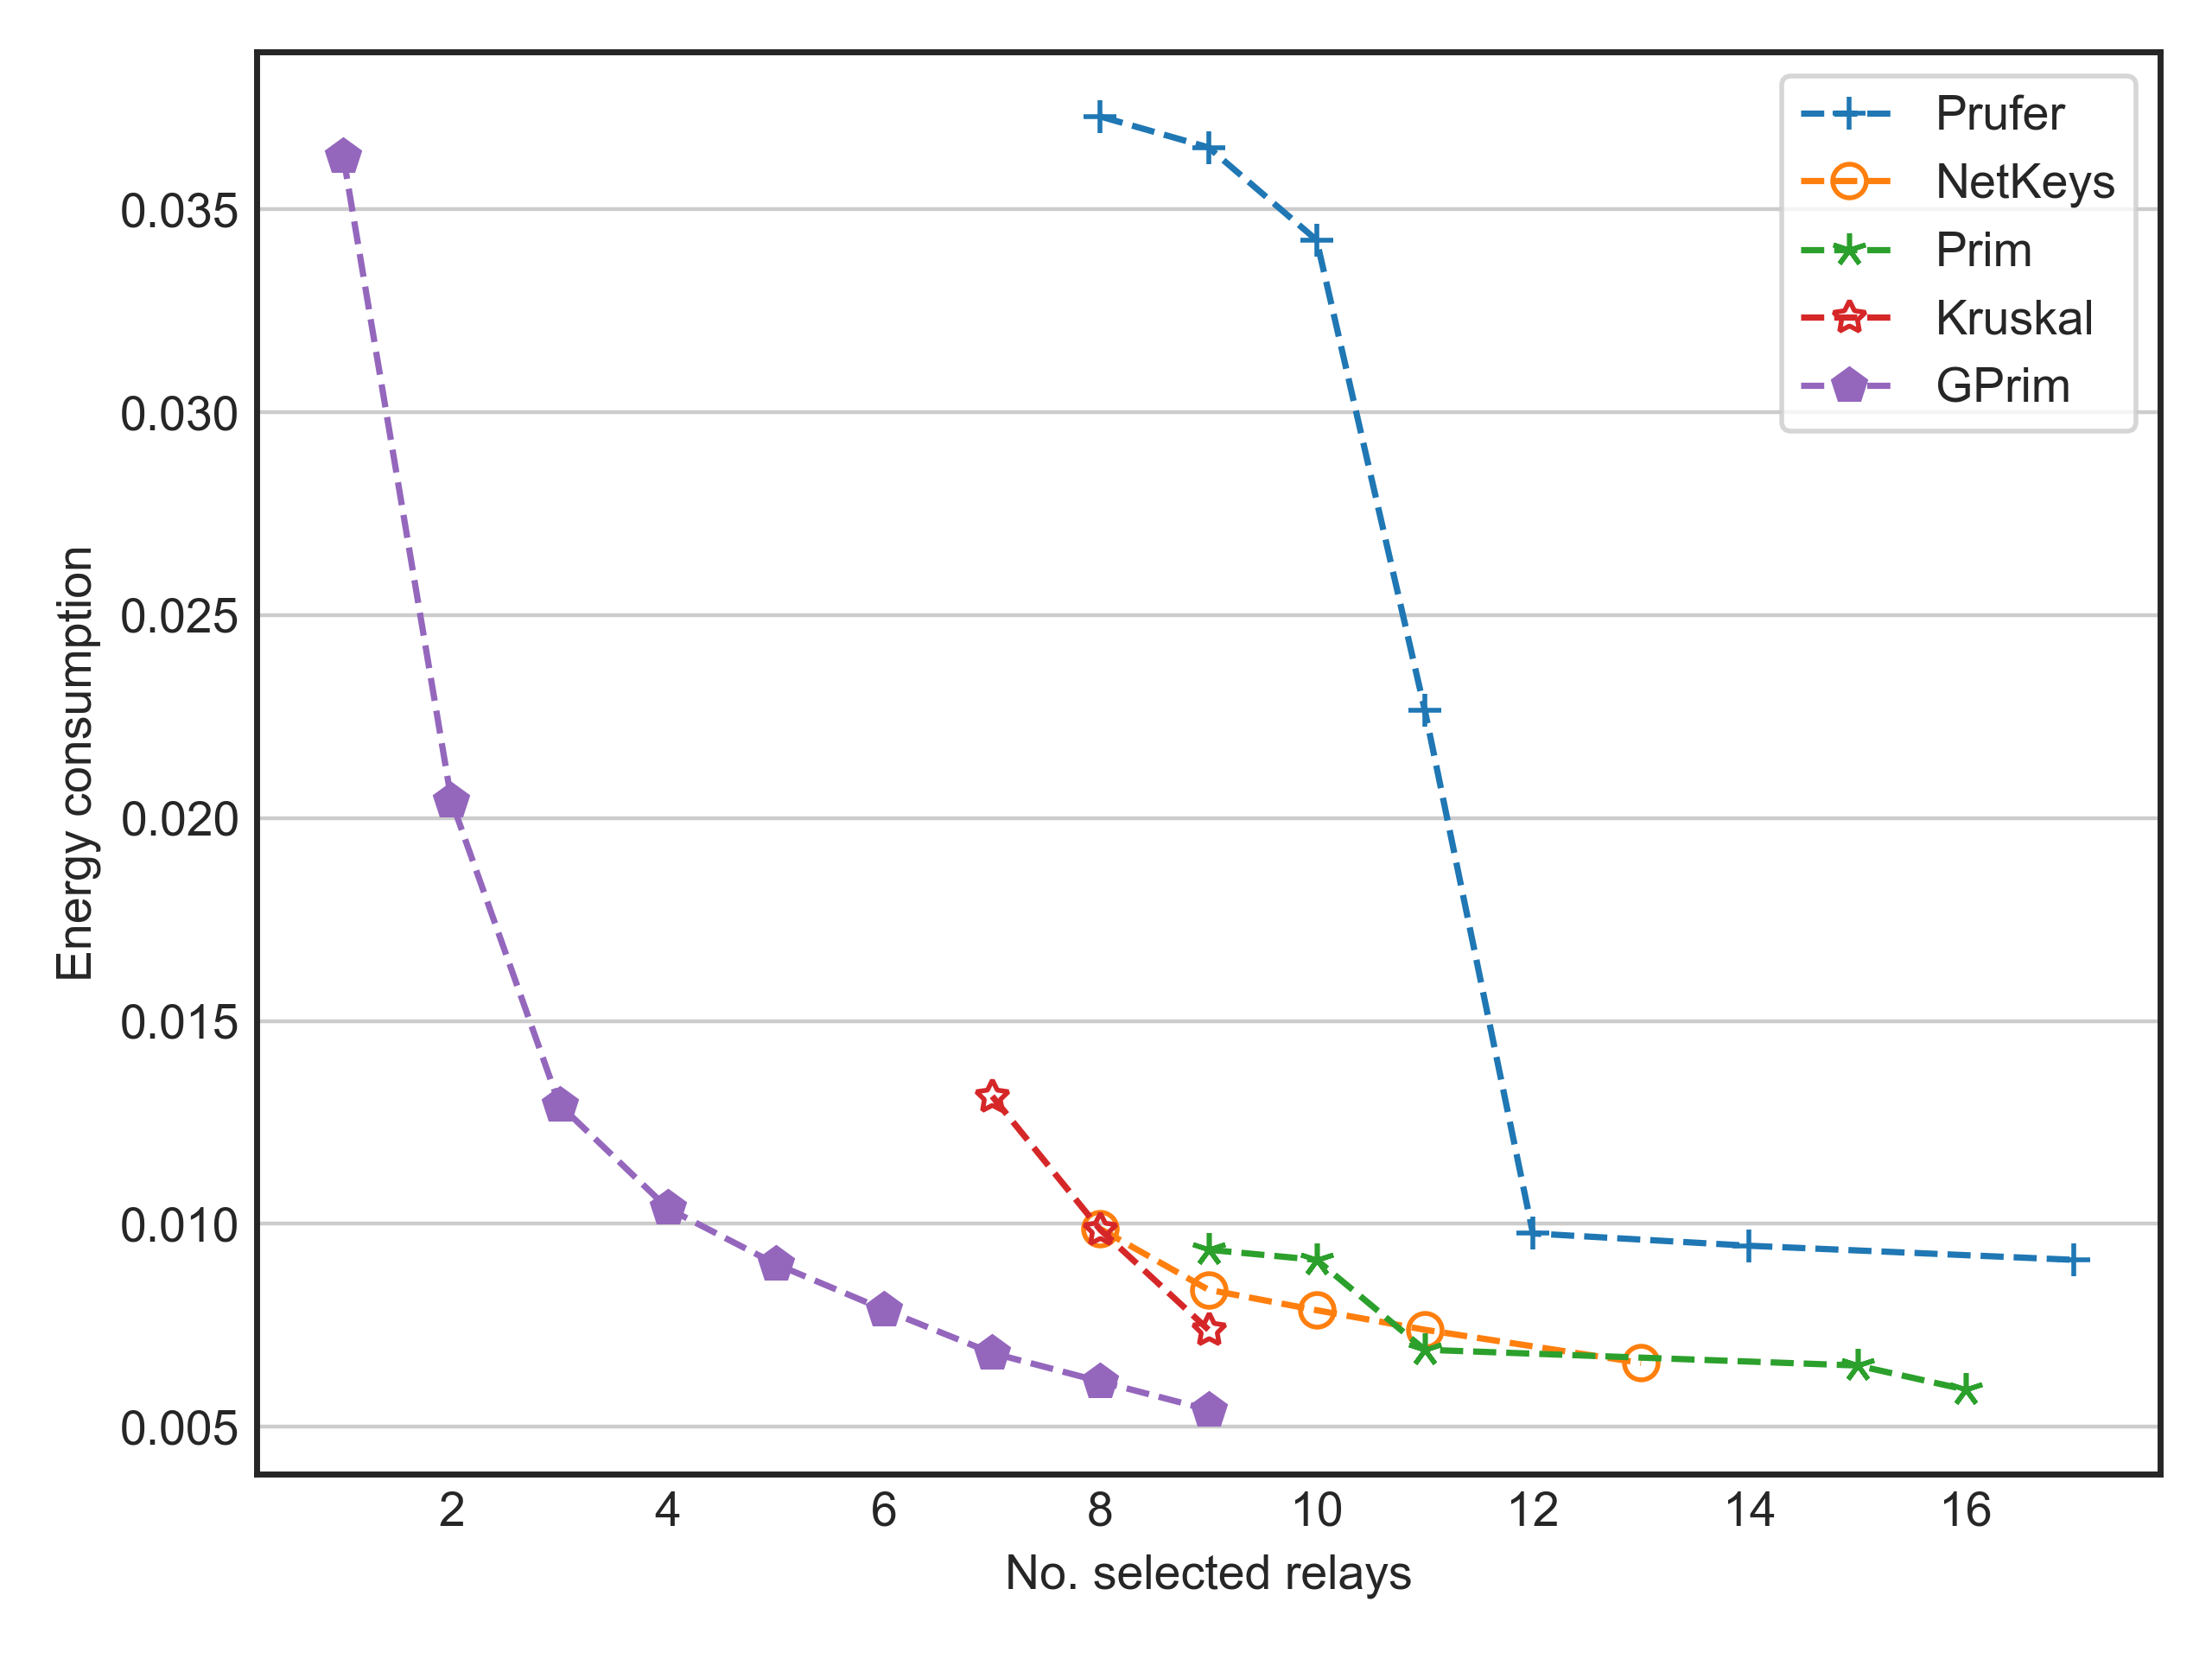 Prufer
NetKeys
Prim
Kruskal
GPrim
0.035
0.030
0.025
0.020
0.015
0.010
0.005
Energy consumption
2 4 6 8 10 12 14 16
No. selected relays